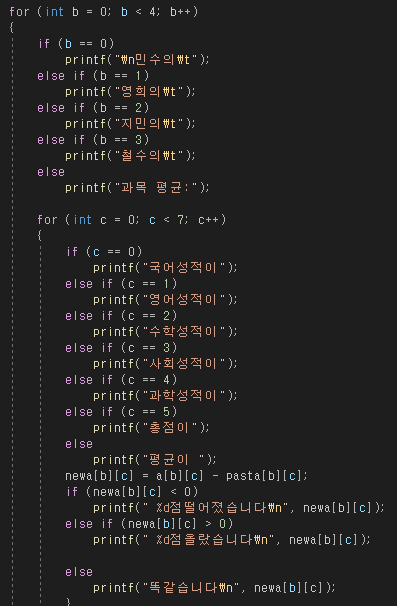 for (int b = 0; b < 4; b++)
{
if (b == 0)
printf("₩n민수의₩t");
else if (b == 1)
printf("영희의₩t");
else if (b == 2)
printf("지민의₩t");
else if (b == 3)
printf("철수의₩t");
else
printf("과목 평균:");
for (int c = 0; c < 7; c++)
{
if (c == 0)
printf("국어성적이");
else if (c == 1)
printf("영어성적이");
else if (c == 2)
printf("수학성적이");
else if (c == 3)
printf("사회성적이");
else if (c == 4)
printf("과학성적이");
else if (c == 5)
printf("총점이");
else
printf("평균이 ");
newa[b][c] = a[b][c] - pasta[b][c];
if (newa[b][c] < 0)
printf(" %d점떨어졌습니다₩n", newa[b][c]);
else if (newa[b][c] > 0)
printf(" %d점올랐습니다₩n", newa[b][c]);
else
printf("똑같습니다₩n", newa[b][c]);
}